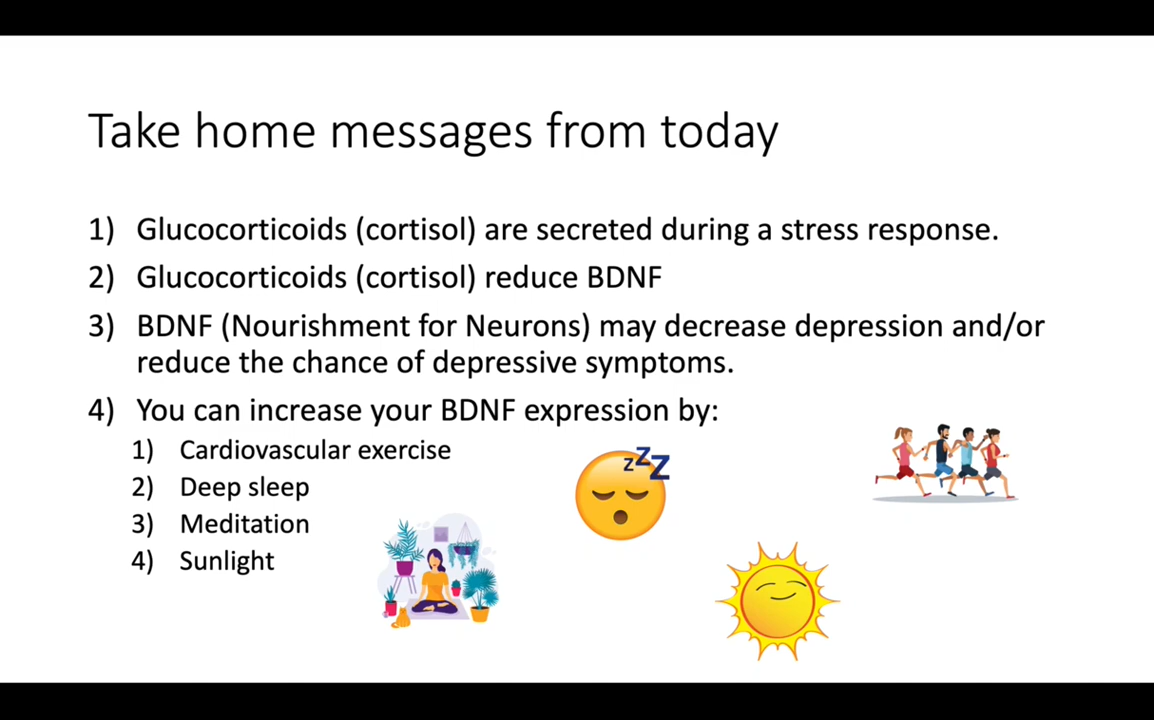 Take home messages from today
1) Glucocorticoids (cortisol) are secreted during a stress response.
2) Glucocorticoids (cortisol) reduce BDNF
3) BDNF (Nourishment for Neurons) may decrease depression and/or
reduce the chance of depressive symptoms.
4) You can increase your BDNF expression by:
1) Cardiovascular exercise
2) Deep sleep
3) Meditation
4) Sunlight
zZZ